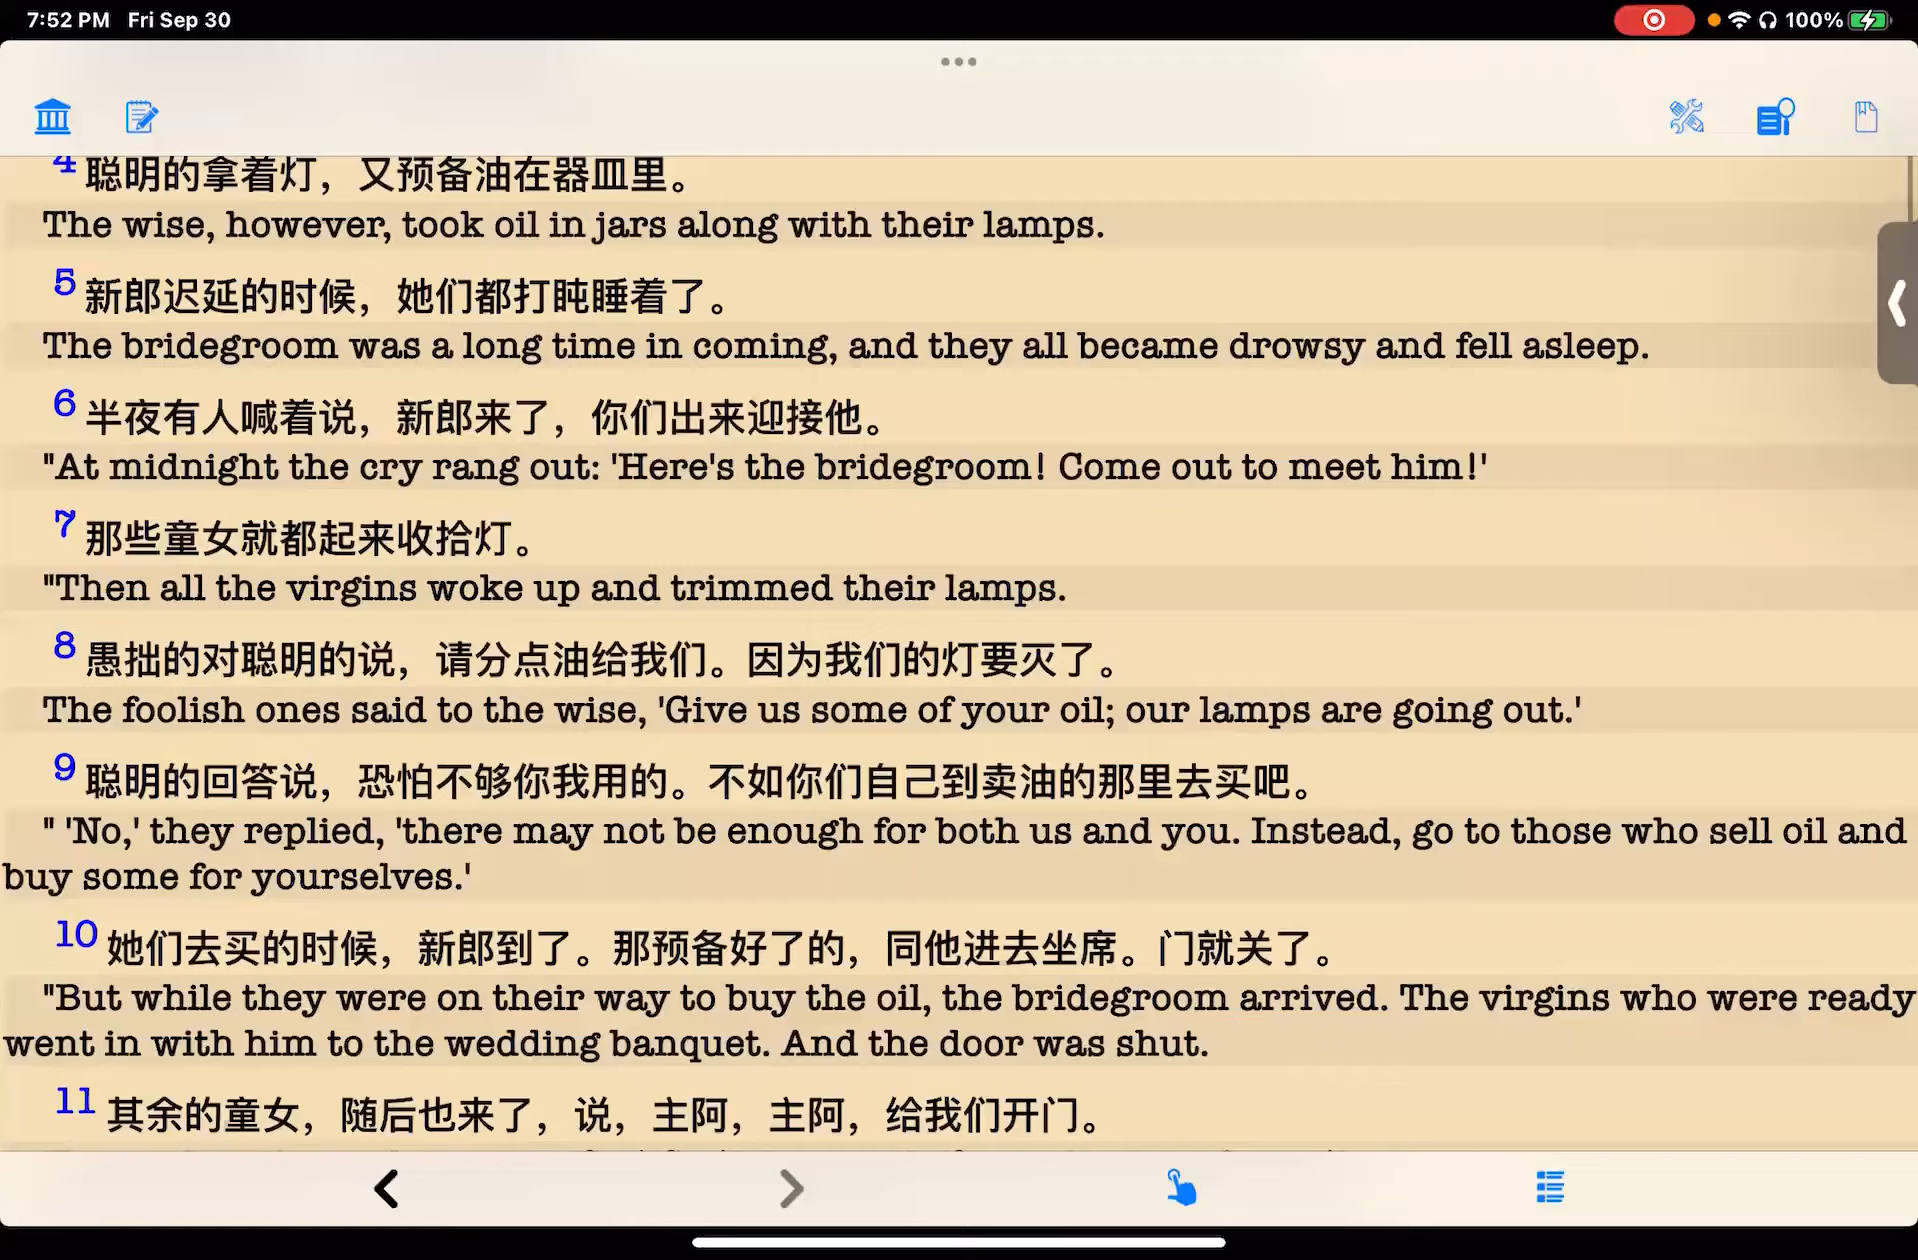 7:52 PM Fri Sep 30 100%
4 聪明的拿着灯，又预备油在器皿里。
The wise, however, took oil in jars along with their lamps.
5 新郎迟延的时候，她们都打盹睡着了。
The bridegroom was a long time in coming, and they all became drowsy and fell asleep.
6 半夜有人喊着说，新郎来了，你们出来迎接他。
"At midnight the cry rang out: 'Here's the bridegroom! Come out to meet him!'
7 那些童女就都起来收拾灯。
"Then all the virgins woke up and trimmed their lamps.
8 愚拙的对聪明的说，请分点油给我们。因为我们的灯要灭了。
The foolish ones said to the wise, 'Give us some of your oil; our lamps are going out.'
9 聪明的回答说，恐怕不够你我用的。不如你们自己到卖油的那里去买吧。
" 'No,' they replied, 'there may not be enough for both us and you. Instead, go to those who sell oil and
buy some for yourselves.'
10 她们去买的时候，新郎到了。那预备好了的，同他进去坐席。门就关了。
"But while they were on their way to buy the oil, the bridegroom arrived. The virgins who were ready
went in with him to the wedding banquet. And the door was shut.
11 其余的童女，随后也来了，说，主阿，主阿，给我们开门。